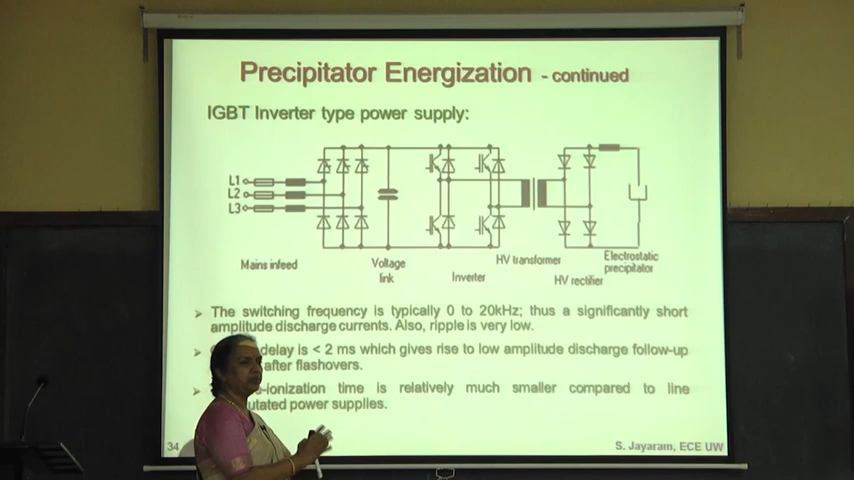 Precipitator Energization - continued
IGBT Inverter type power supply:
L1
L2
L3
Mains infeed
Voltage
link
Inverter
HV transformer
HV rectifier
Electrostatic
precipitator
The switching frequency is typically 0 to 20kHz; thus a significantly short
amplitude discharge currents. Also, ripple is very low.
delay is < 2 ms which gives rise to low amplitude discharge follow-up
after flashovers.
-ionization time is relatively much smaller compared to line
power supplies.
34
S. Jayaram, ECE UW